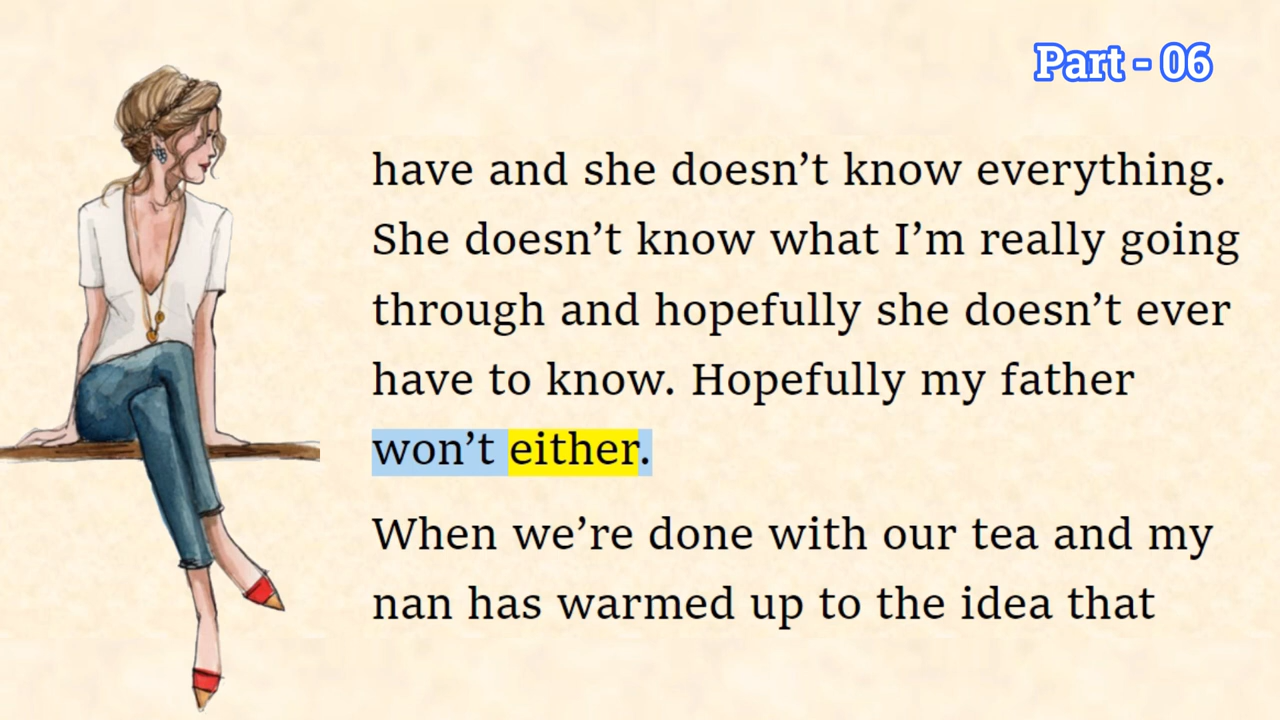 Part - 06
have and she doesn’t know everything.
She doesn’t know what I’m really going
through and hopefully she doesn’t ever
have to know. Hopefully my father
won’t either.
When we’re done with our tea and my
nan has warmed up to the idea that